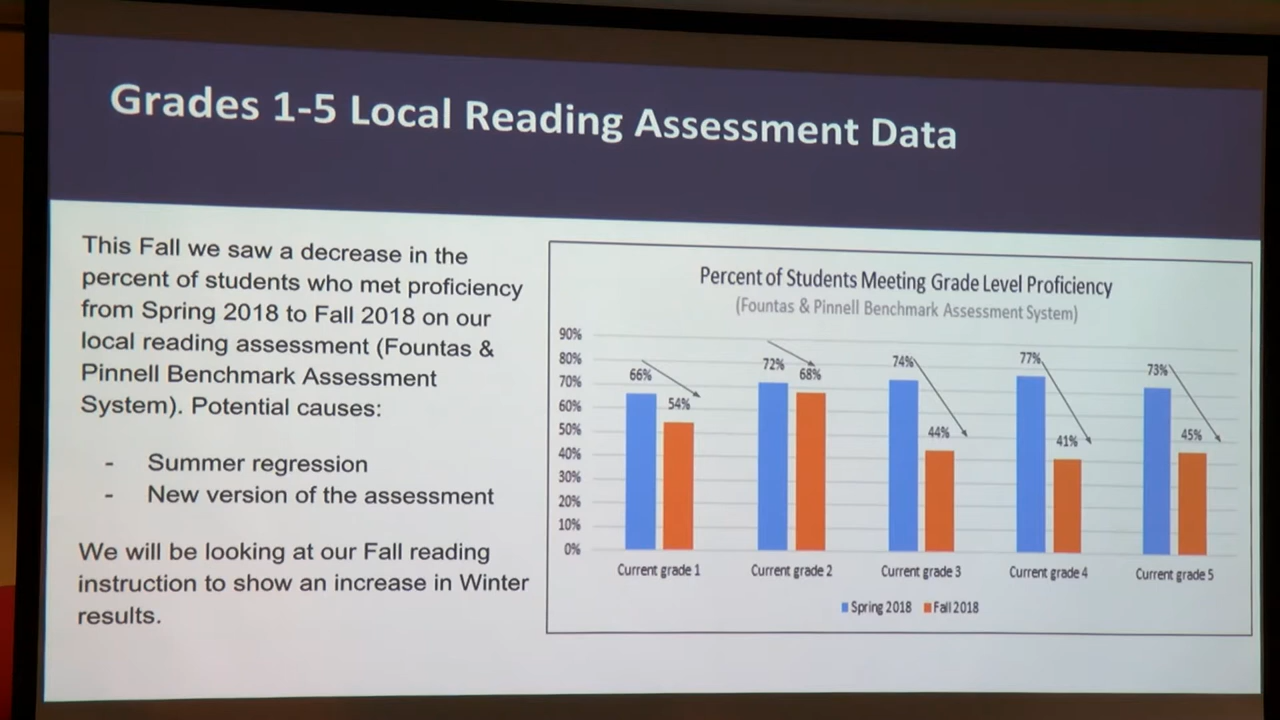 Grades 1-5 Local Reading Assessment Data
This Fall we saw a decrease in the
percent of students who met proficiency
from Spring 2018 to Fall 2018 on our
local reading assessment (Fountas &
Pinnell Benchmark Assessment
System). Potential causes:
- Summer regression
- New version of the assessment
We will be looking at our Fall reading
instruction to show an increase in Winter
results.
Percent of Students Meeting Grade Level Proficiency
(Fountas & Pinnell Benchmark Assessment System)
90%
80%
70%
60%
50%
40%
30%
20%
10%
0%
66% 54% 72% 68% 74% 44% 77% 41% 73% 45%
Current grade 1 Current grade 2 Current grade 3 Current grade 4 Current grade 5
Spring 2018 Fall 2018